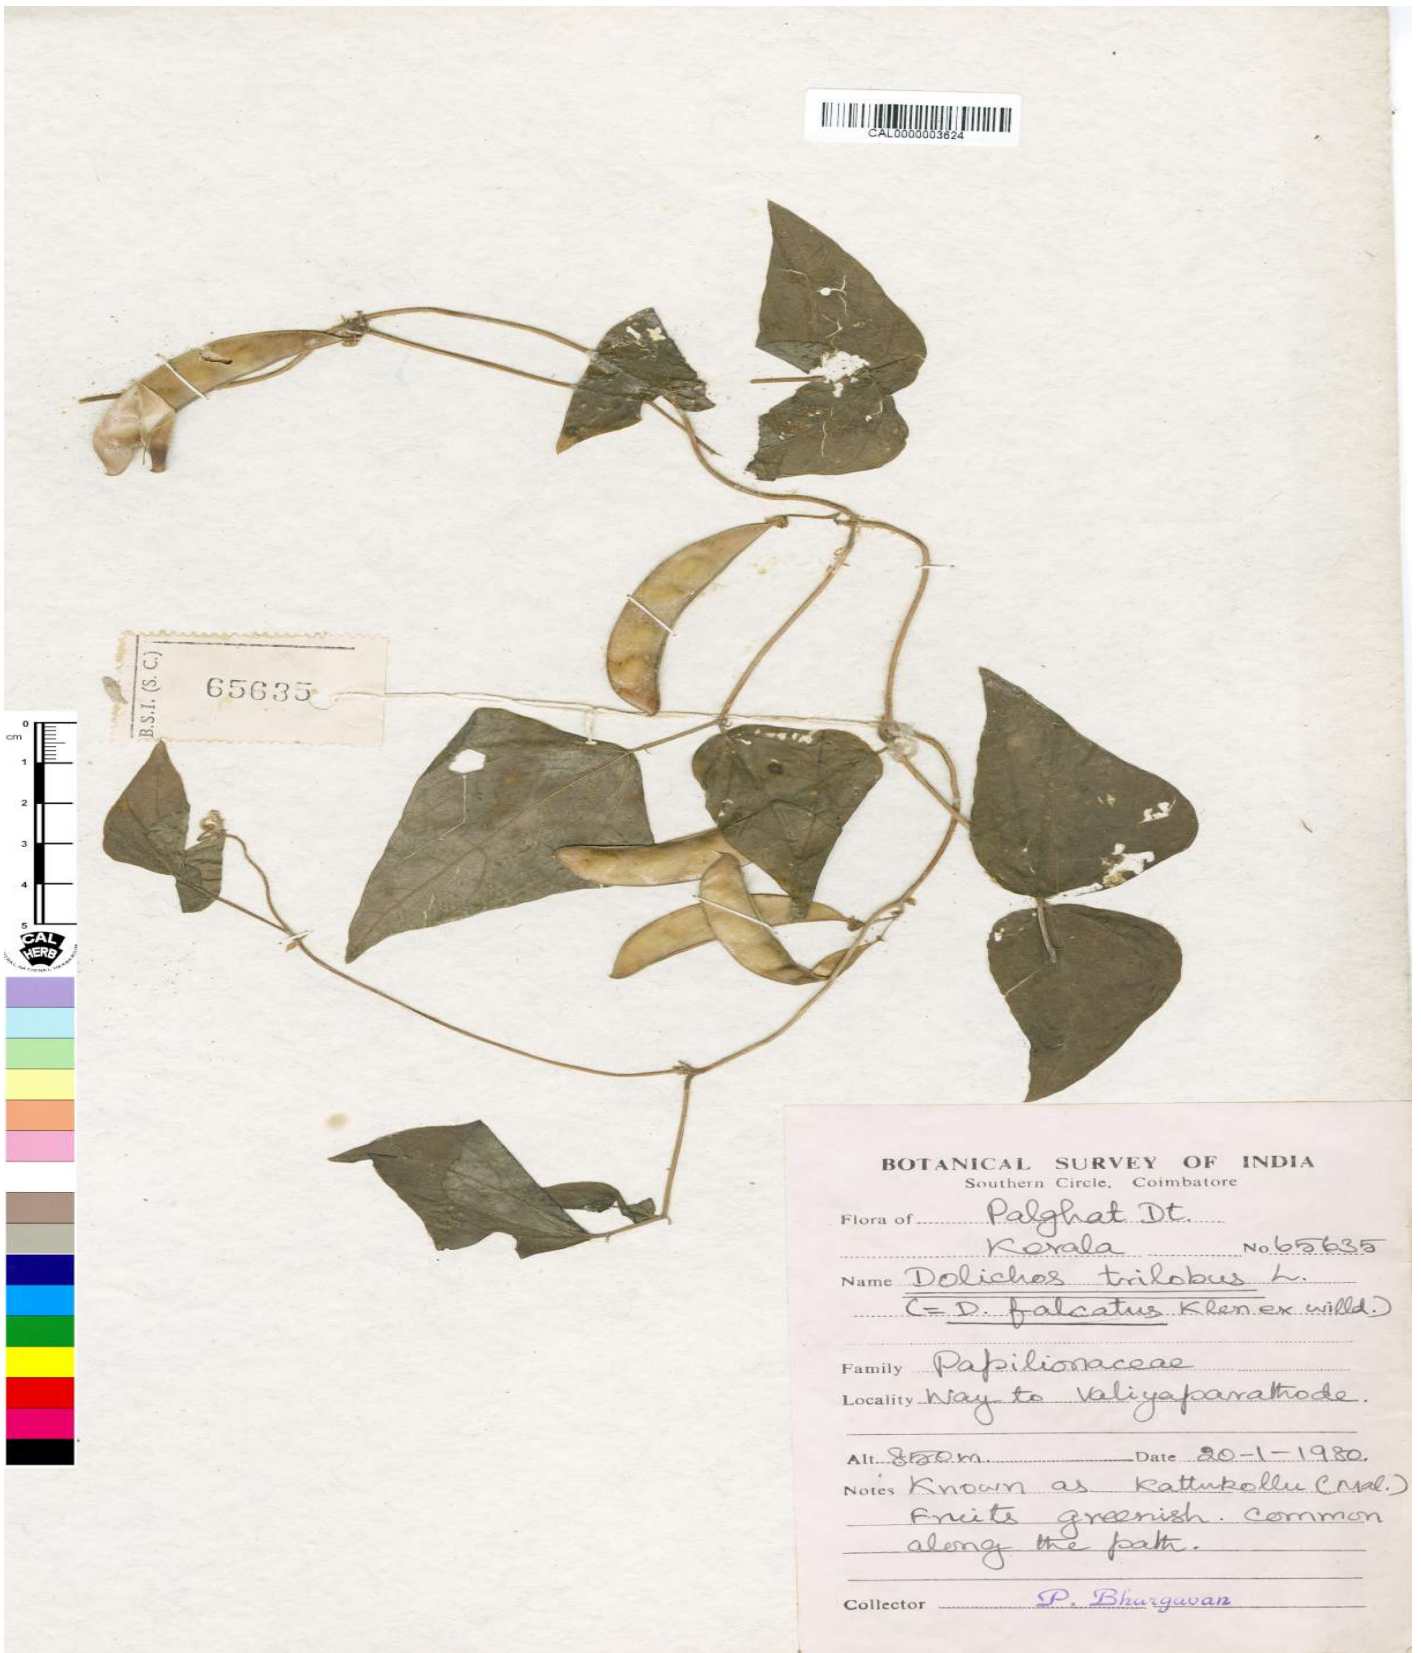 CAL0000003624
B.S.I. (S. C.)
65635
0
cm
1
2
3
4
5
CAL
HERB
BOTANICAL SURVEY OF INDIA
Southern Circle, Coimbatore
Flora of Palghat Dt.
Kerala No 65635
Name Dolichos trilobus L.
(= D. falcatus Klen ex willd.)
Family Papilionaceae
Locality Way to Valiyaparathode.
Alt. 850m. Date 20-1-1980.
Notes Known as Kattukollu (Mal.)
Fruits greenish. Common
along the path.
Collector P. Bhargavan